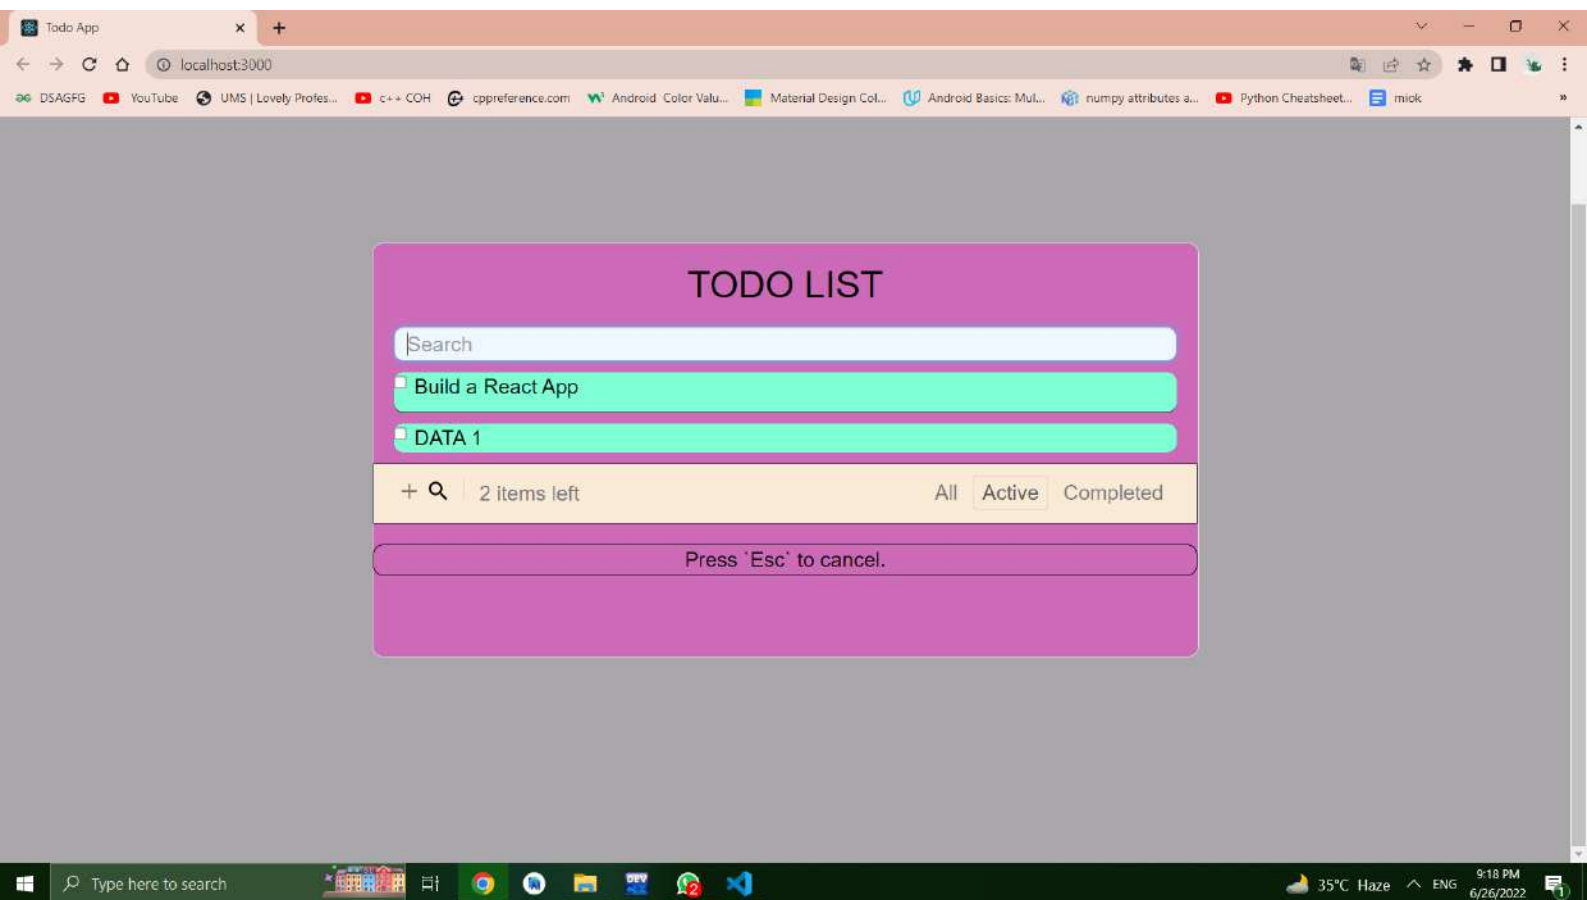 Todo App
localhost:3000
DSAGFG YouTube UMS | Lovely Profes... c++ COH cppreference.com Android Color Valu... Material Design Col... Android Basics: Mul... numpy attributes a... Python Cheatsheet... miok »
TODO LIST
Search
Build a React App
DATA 1
2 items left All Active Completed
Press `Esc` to cancel.
Type here to search DEV 2 35°C Haze ENG 9:18 PM
6/26/2022 1